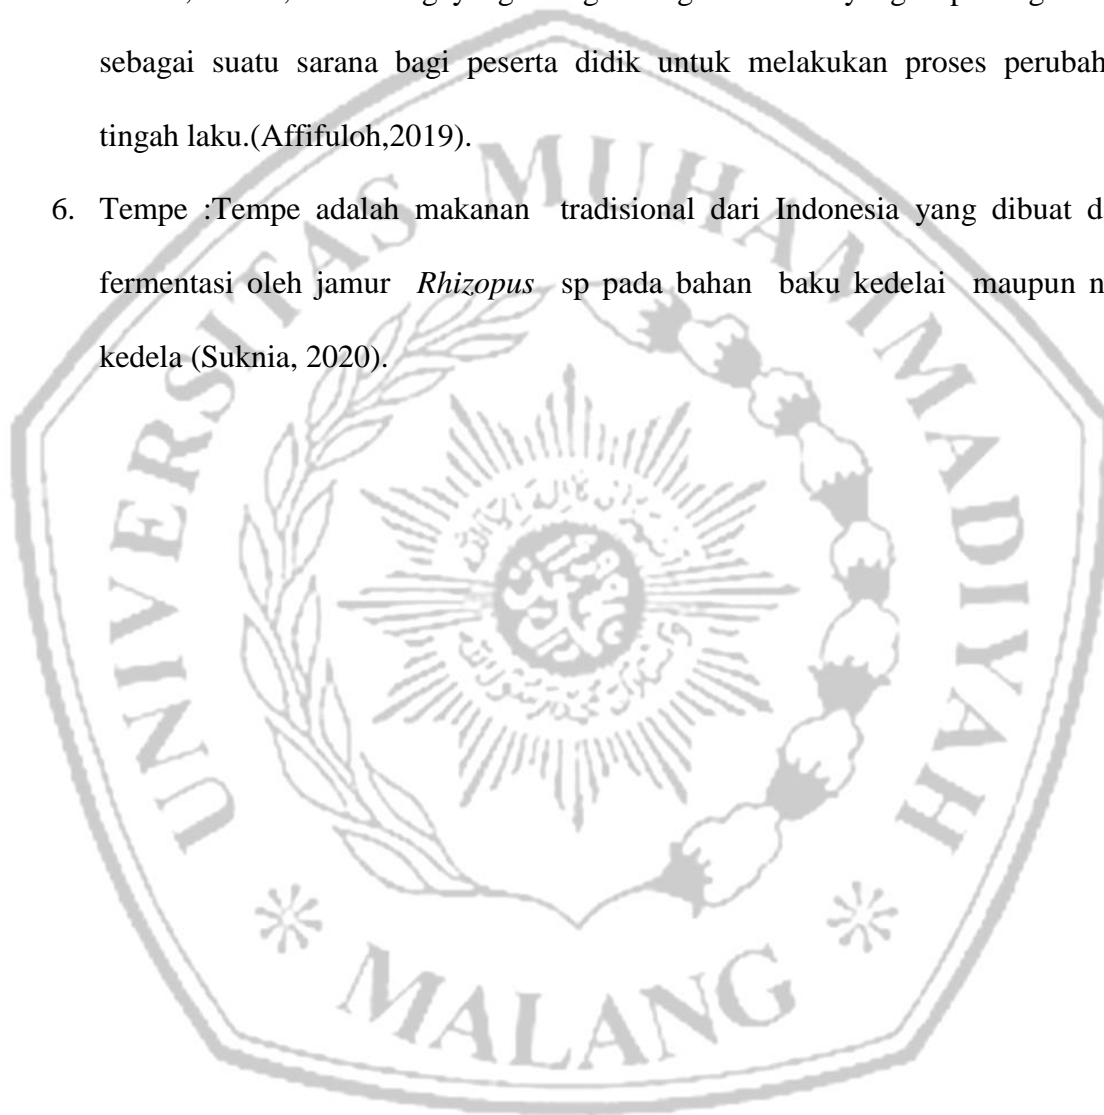 sebagai suatu sarana bagi peserta didik untuk melakukan proses perubah
tingah laku.(Affifuloh,2019).
6. Tempe :Tempe adalah makanan tradisional dari Indonesia yang dibuat d
fermentasi oleh jamur Rhizopus sp pada bahan baku kedelai maupun n
kedela (Suknia, 2020).
UNIVERSITAS MUHAMMADIYAH
MALANG